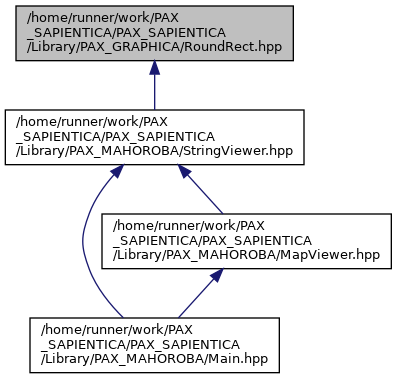 /home/runner/work/PAX
_SAPIENTICA/PAX_SAPIENTICA
/Library/PAX_GRAPHICA/RoundRect.hpp
/home/runner/work/PAX
_SAPIENTICA/PAX_SAPIENTICA
/Library/PAX_MAHOROBA/StringViewer.hpp
/home/runner/work/PAX
_SAPIENTICA/PAX_SAPIENTICA
/Library/PAX_MAHOROBA/MapViewer.hpp
/home/runner/work/PAX
_SAPIENTICA/PAX_SAPIENTICA
/Library/PAX_MAHOROBA/Main.hpp